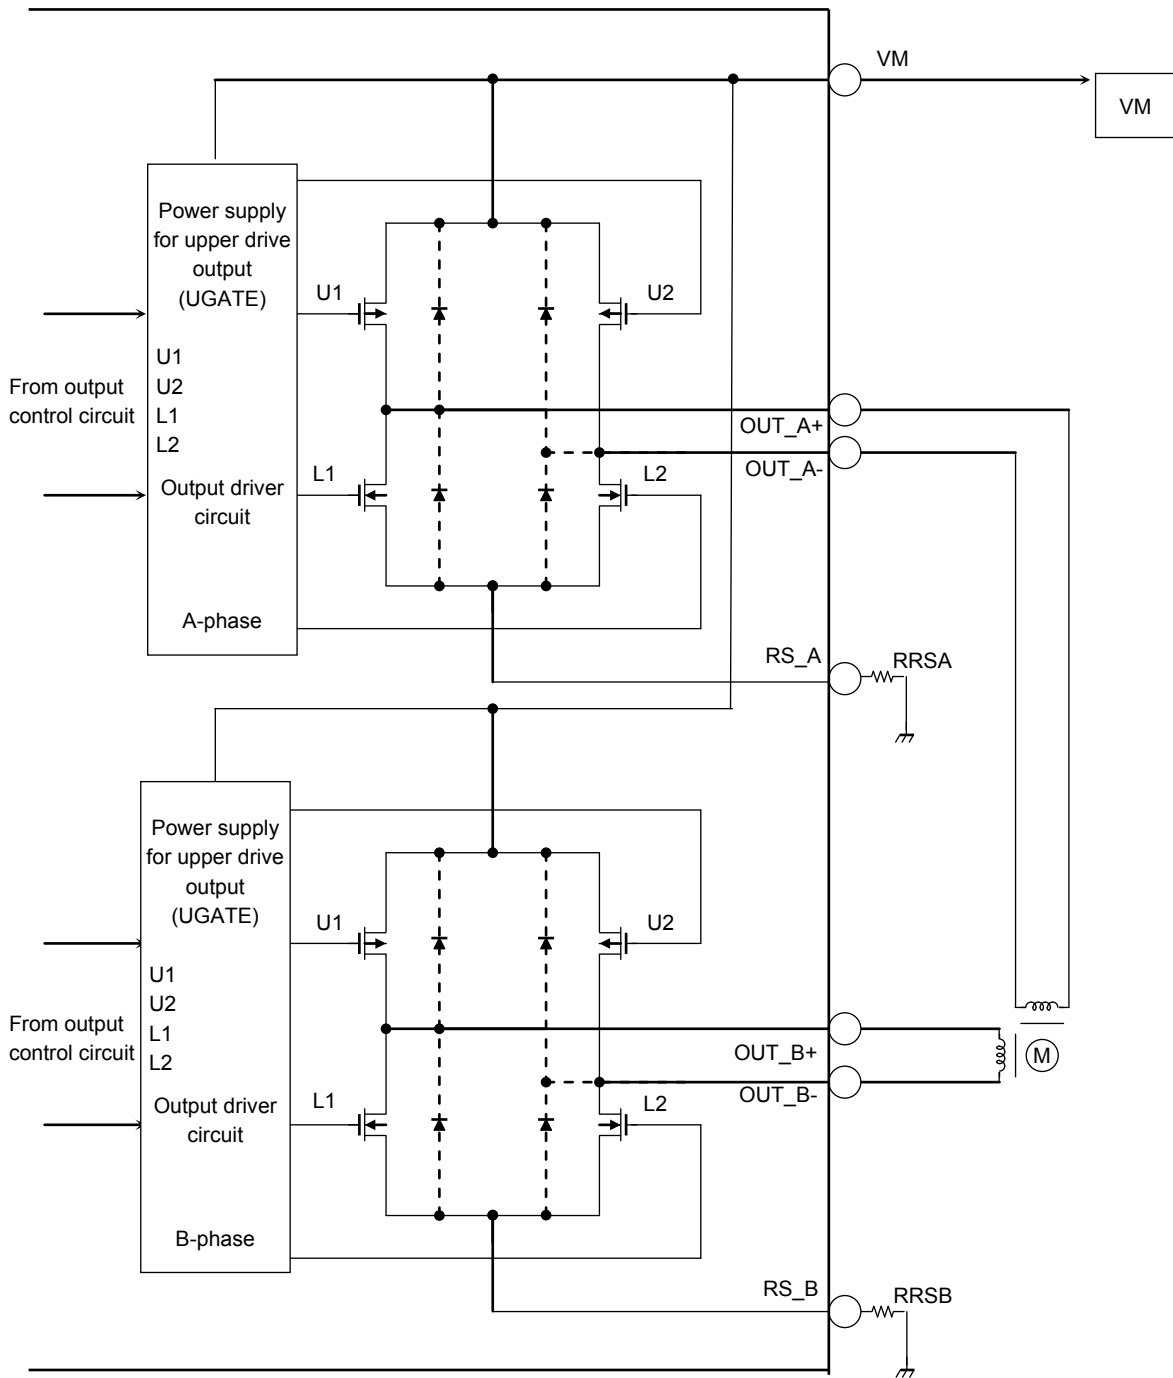 VM
VM
Power supply
for upper drive
output
(UGATE)
U1
U2
U1
U2
L1
L2
From output
control circuit
OUT_A+
OUT_A-
L1
L2
Output driver
circuit
A-phase
RS_A
RRSA
Power supply
for upper drive
output
(UGATE)
U1
U2
U1
U2
L1
L2
From output
control circuit
OUT_B+
M
OUT_B-
L1
L2
Output driver
circuit
B-phase
RS_B
RRSB